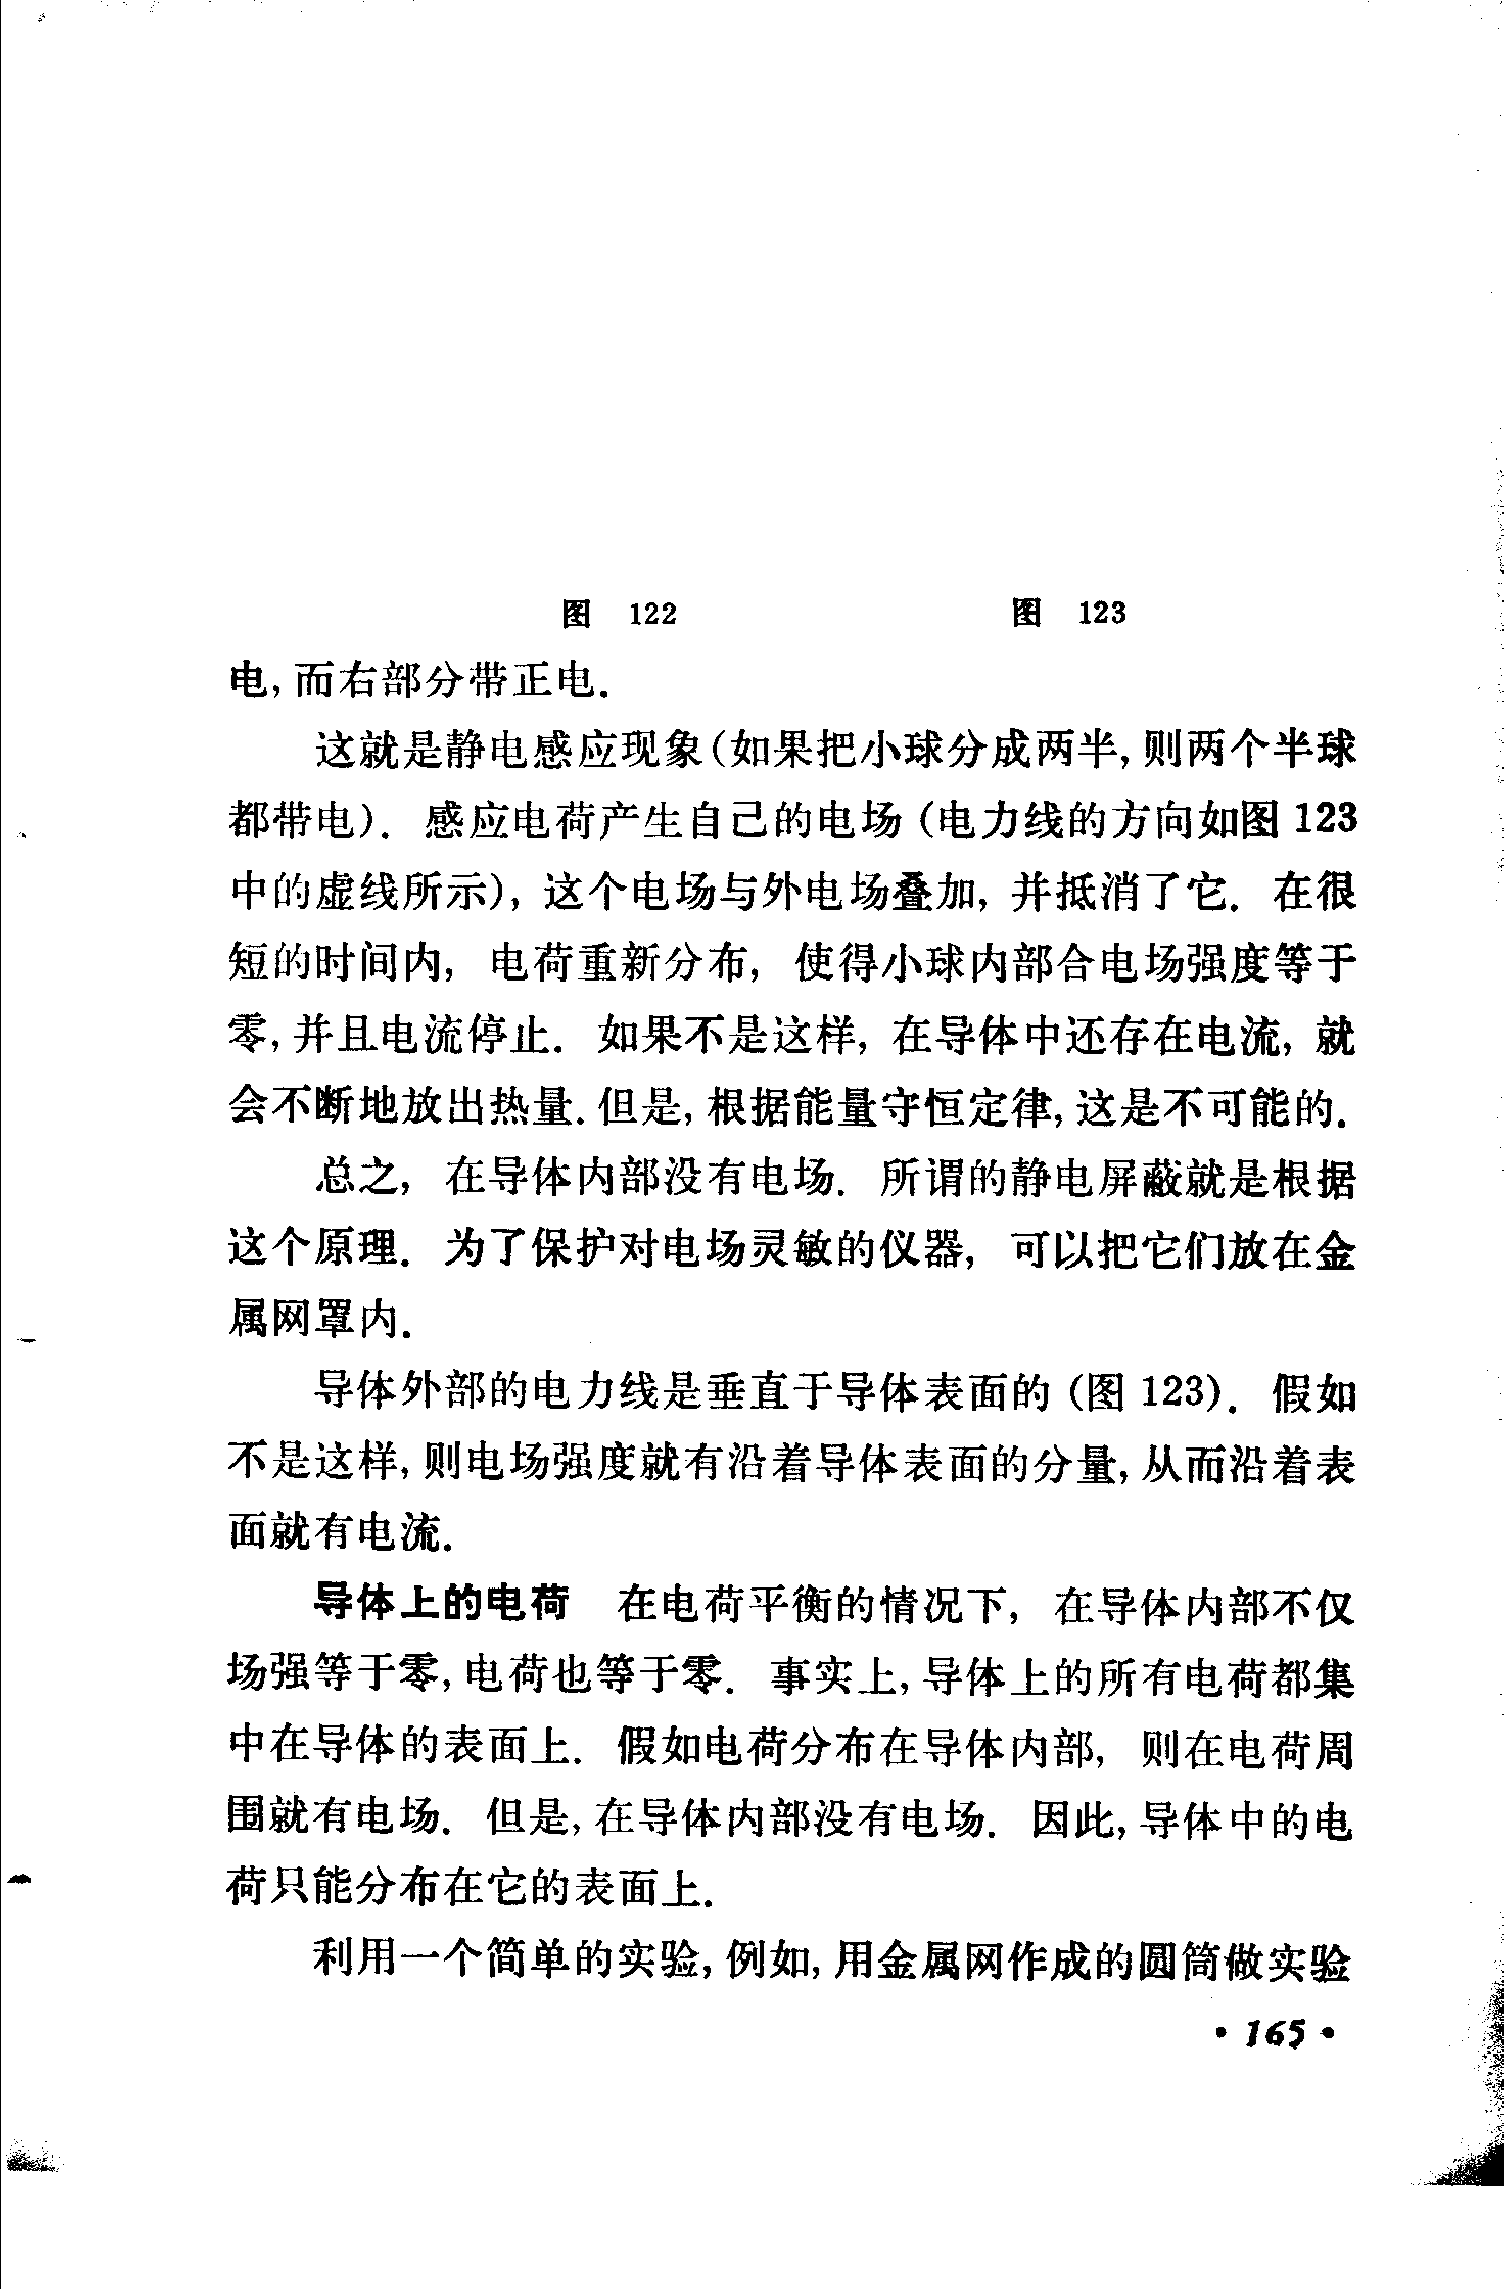 图 122
图 123
电,而右部分带正电.
这就是静电感应现象(如果把小球分成两半,则两个半球
都带电). 感应电荷产生自己的电场(电力线的方向如图 123
中的虚线所示),这个电场与外电场叠加,并抵消了它. 在很
短的时间内, 电荷重新分布, 使得小球内部合电场强度等于
零,并且电流停止. 如果不是这样,在导体中还存在电流,就
会不断地放出热量.但是,根据能量守恒定律,这是不可能的.
总之, 在导体内部没有电场. 所谓的静电屏蔽就是根据
这个原理. 为了保护对电场灵敏的仪器, 可以把它们放在金
属网罩内.
导体外部的电力线是垂直于导体表面的(图 123). 假如
不是这样,则电场强度就有沿着导体表面的分量,从而沿着表
面就有电流.
导体上的电荷 在电荷平衡的情况下, 在导体内部不仅
场强等于零,电荷也等于零. 事实上,导体上的所有电荷都集
中在导体的表面上. 假如电荷分布在导体内部, 则在电荷周
围就有电场. 但是,在导体内部没有电场. 因此,导体中的电
荷只能分布在它的表面上.
利用一个简单的实验,例如,用金属网作成的圆筒做实验
• 165 •